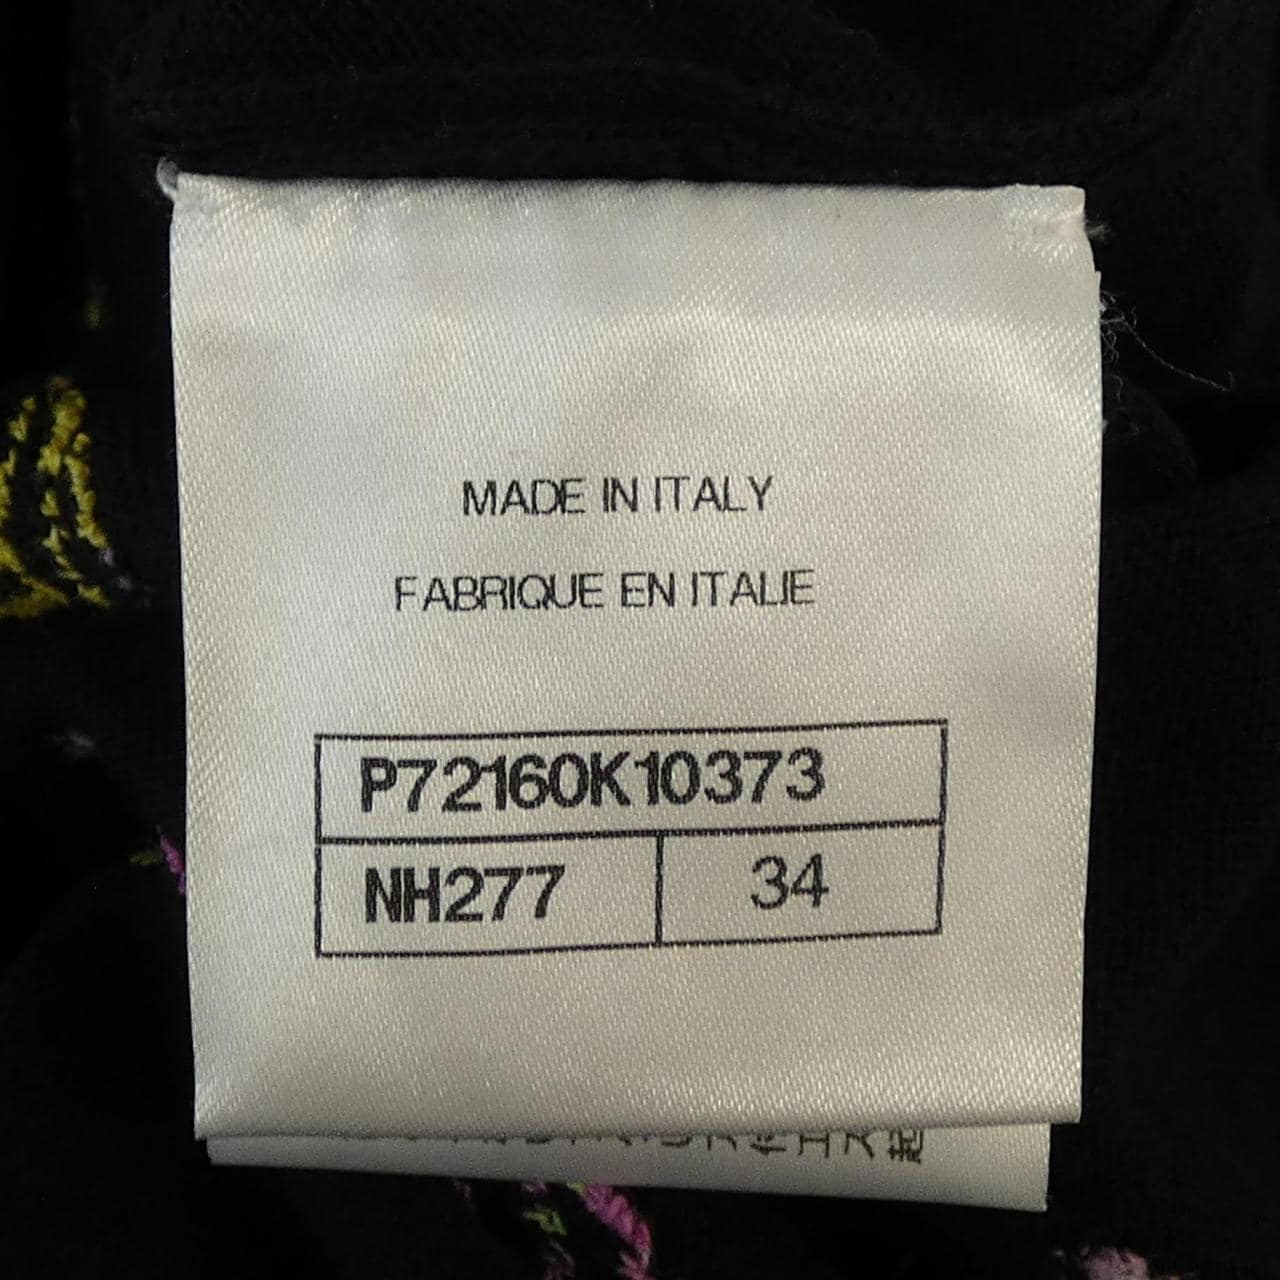 MADE IN ITALY
FABRIQUE EN ITALIE
P72160K10373
NH277 34